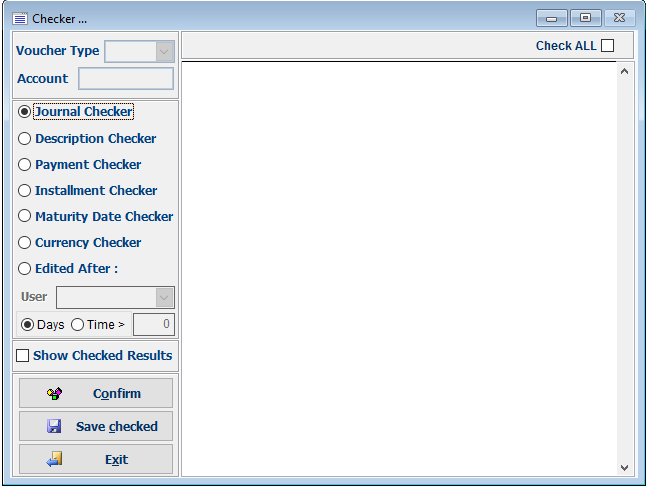 Checker ...
Voucher Type
Check ALL
Account
Journal Checker
Description Checker
Payment Checker
Installment Checker
Maturity Date Checker
Currency Checker
Edited After :
User
Days Time > 0
Show Checked Results
Confirm
Save checked
Exit